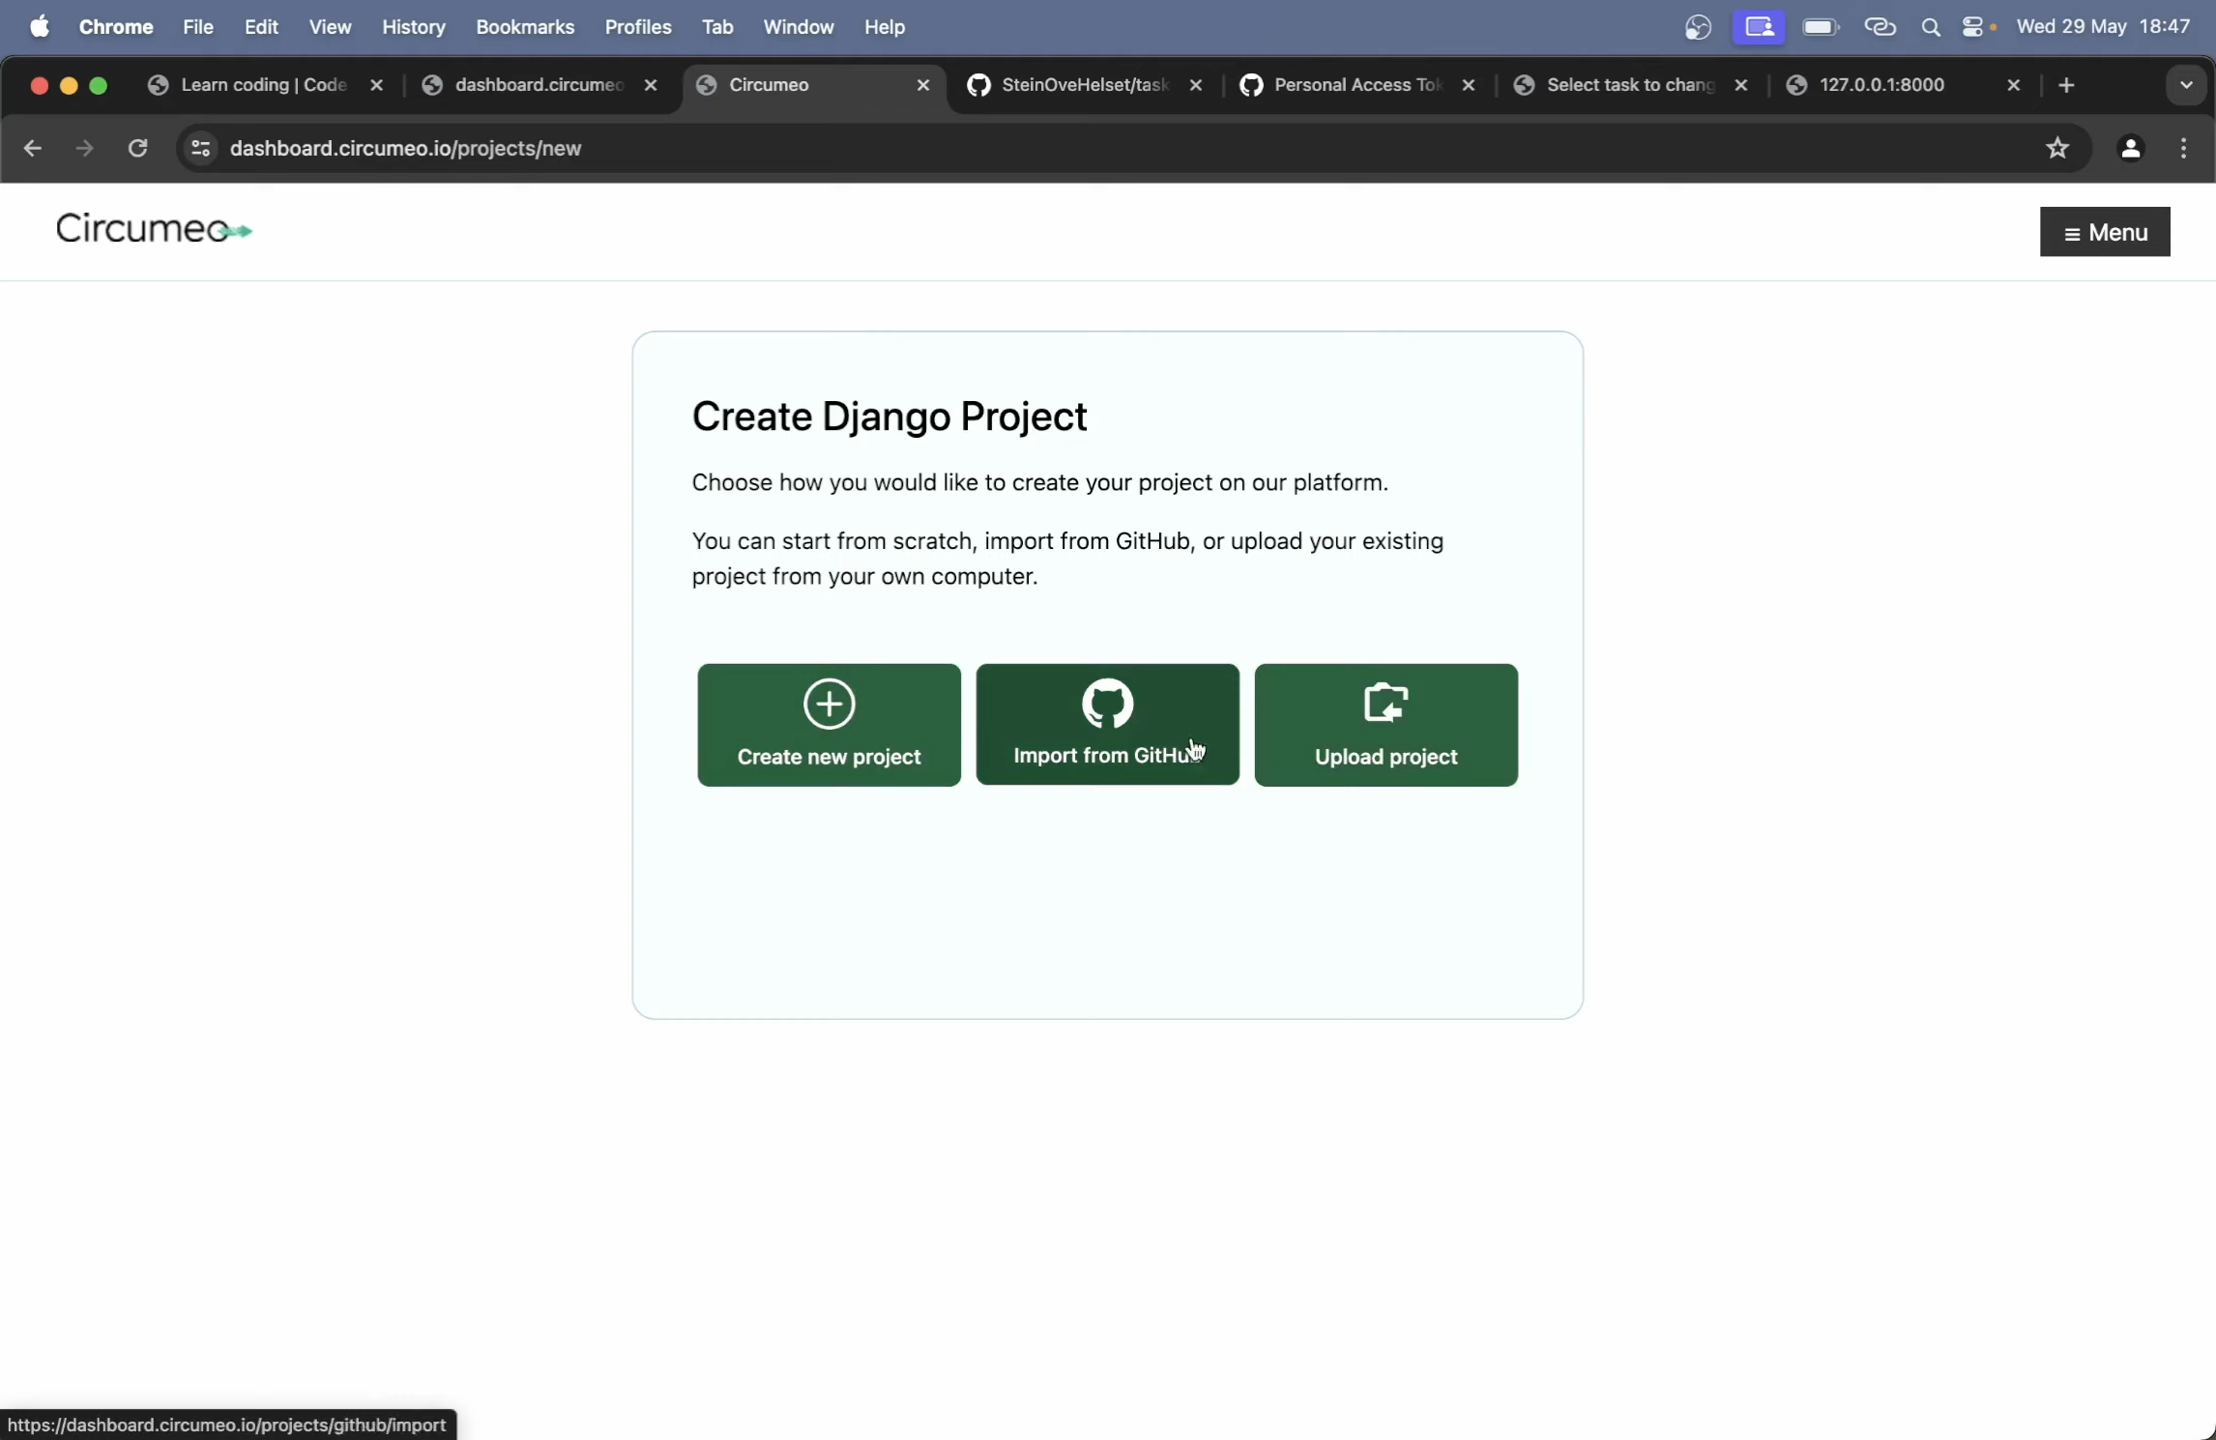 Chrome File Edit View History Bookmarks Profiles Tab Window Help Wed 29 May 18:47
Learn coding | Code dashboard.circumeo Circumeo SteinOveHelset/task Personal Access Tok Select task to chang 127.0.0.1:8000
dashboard.circumeo.io/projects/new
Circumeo
≡ Menu
Create Django Project
Choose how you would like to create your project on our platform.
You can start from scratch, import from GitHub, or upload your existing
project from your own computer.
Create new project Import from GitHub Upload project
https://dashboard.circumeo.io/projects/github/import